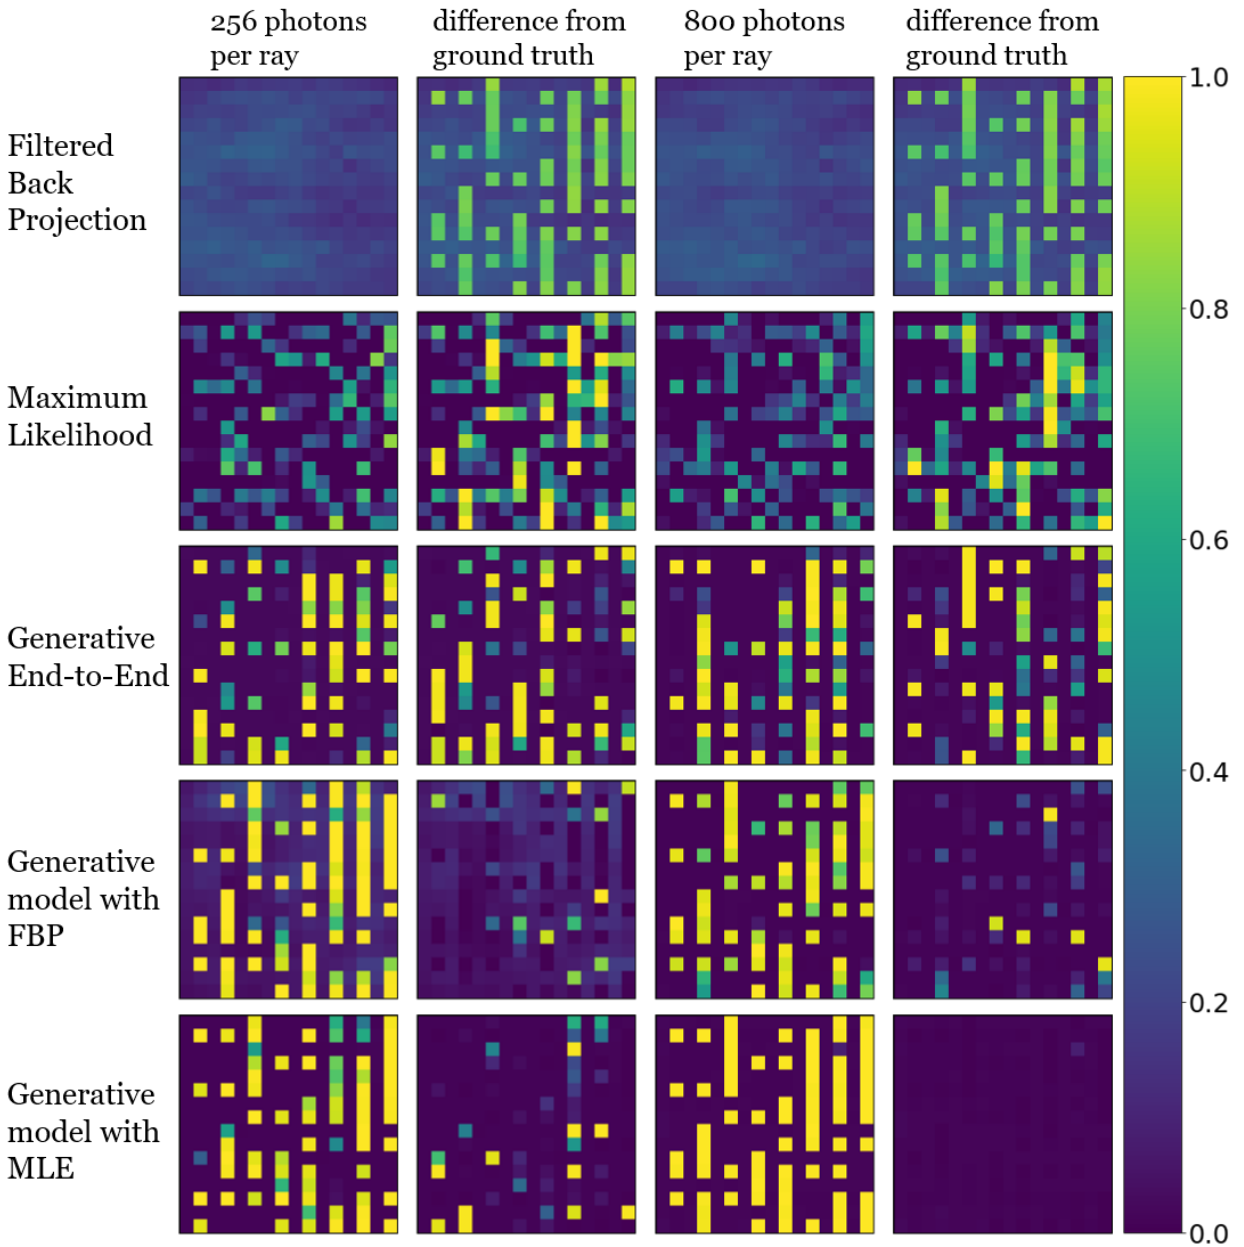 256 photons
per ray
difference from
ground truth
800 photons
per ray
difference from
ground truth
Filtered
Back
Projection
Maximum
Likelihood
Generative
End-to-End
Generative
model with
FBP
Generative
model with
MLE
1.0
0.8
0.6
0.4
0.2
0.0